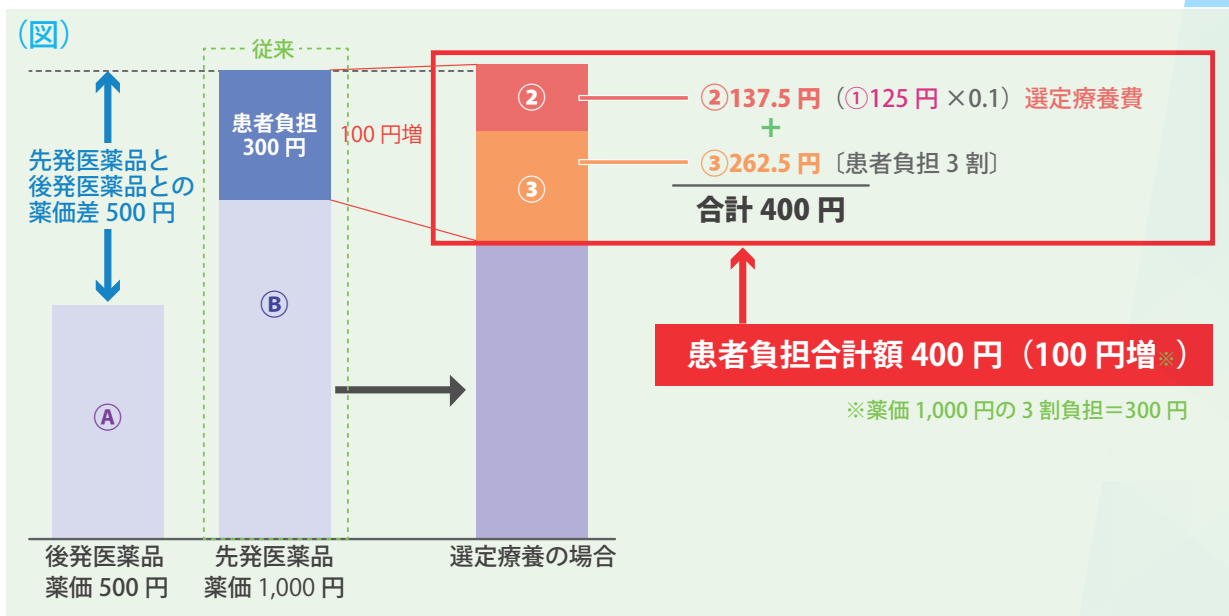 （図）
従来
先発医薬品と
後発医薬品との
薬価差 500 円
患者負担
300 円
100 円増
Ⓐ
Ⓑ
②
③
②137.5 円（①125 円 ×0.1）選定療養費
＋
③262.5 円〔患者負担 3 割〕
合計 400 円
患者負担合計額 400 円（100 円増※）
※薬価 1,000 円の 3 割負担＝300 円
後発医薬品
薬価 500 円
先発医薬品
薬価 1,000 円
選定療養の場合